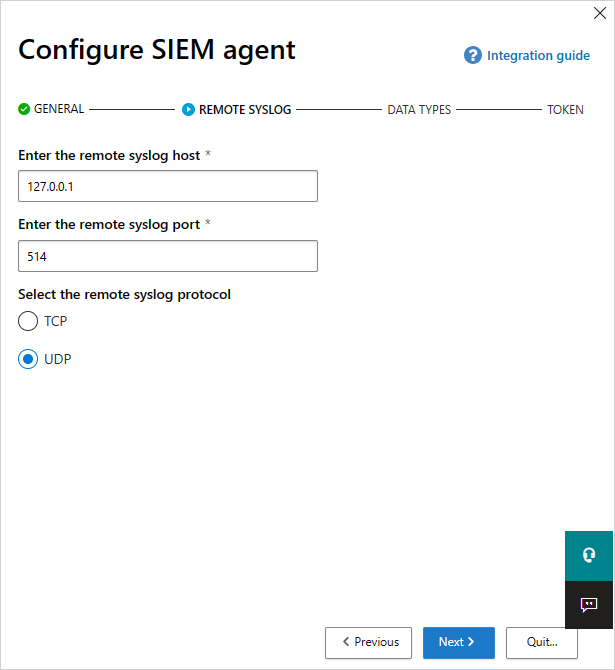 Configure SIEM agent
Integration guide
GENERAL
REMOTE SYSLOG
DATA TYPES
TOKEN
Enter the remote syslog host *
127.0.0.1
Enter the remote syslog port *
514
Select the remote syslog protocol
TCP
UDP
Previous
Next
Quit...